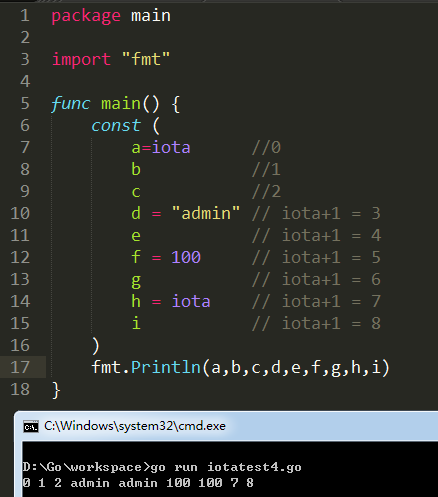 1 package main
2
3 import "fmt"
4
5 func main() {
6     const (
7         a=iota      //0
8         b           //1
9         c           //2
10         d = "admin" // iota+1 = 3
11         e           // iota+1 = 4
12         f = 100     // iota+1 = 5
13         g           // iota+1 = 6
14         h = iota    // iota+1 = 7
15         i           // iota+1 = 8
16     )
17     fmt.Println(a,b,c,d,e,f,g,h,i)
18 }
C:\Windows\system32\cmd.exe
D:\Go\workspace>go run iotatest4.go
0 1 2 admin admin 100 100 7 8